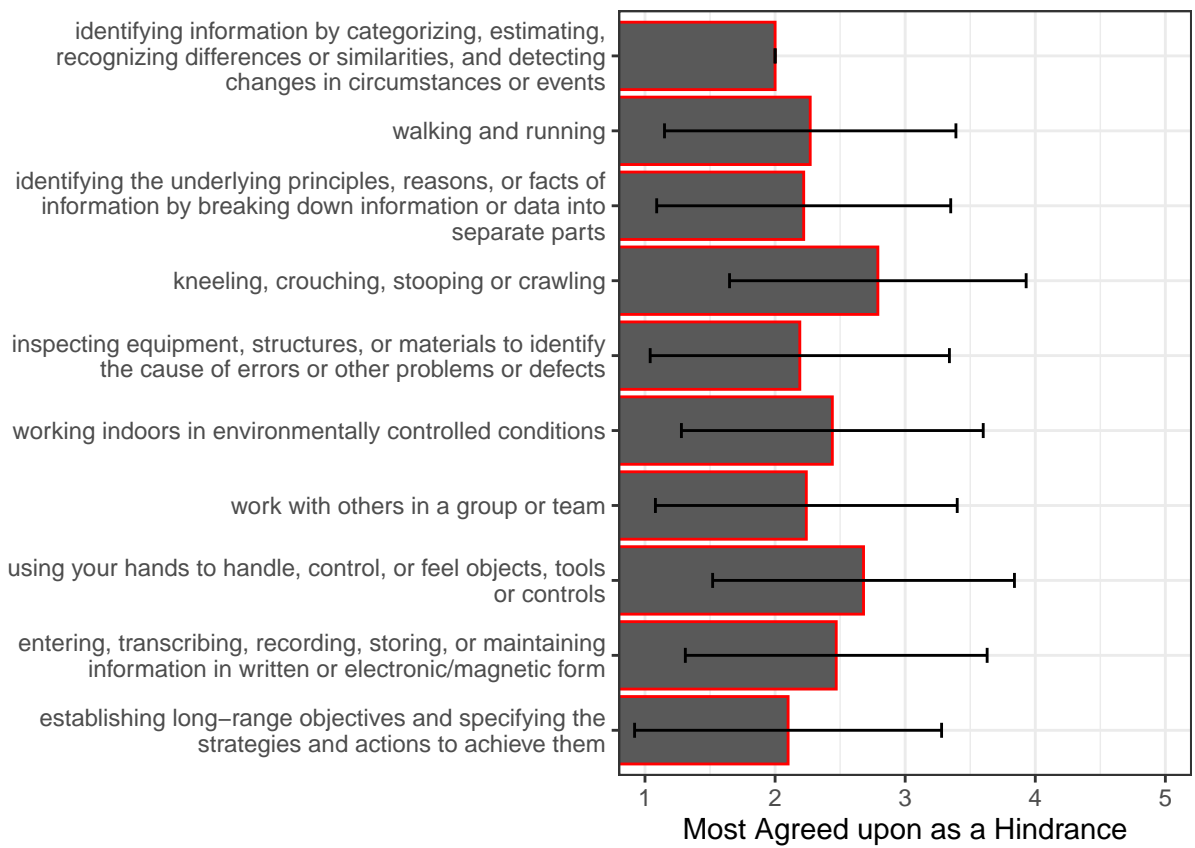 identifying information by categorizing, estimating,
recognizing differences or similarities, and detecting
changes in circumstances or events
walking and running
identifying the underlying principles, reasons, or facts of
information by breaking down information or data into
separate parts
kneeling, crouching, stooping or crawling
inspecting equipment, structures, or materials to identify
the cause of errors or other problems or defects
working indoors in environmentally controlled conditions
work with others in a group or team
using your hands to handle, control, or feel objects, tools
or controls
entering, transcribing, recording, storing, or maintaining
information in written or electronic/magnetic form
establishing long−range objectives and specifying the
strategies and actions to achieve them
1 2 3 4 5
Most Agreed upon as a Hindrance